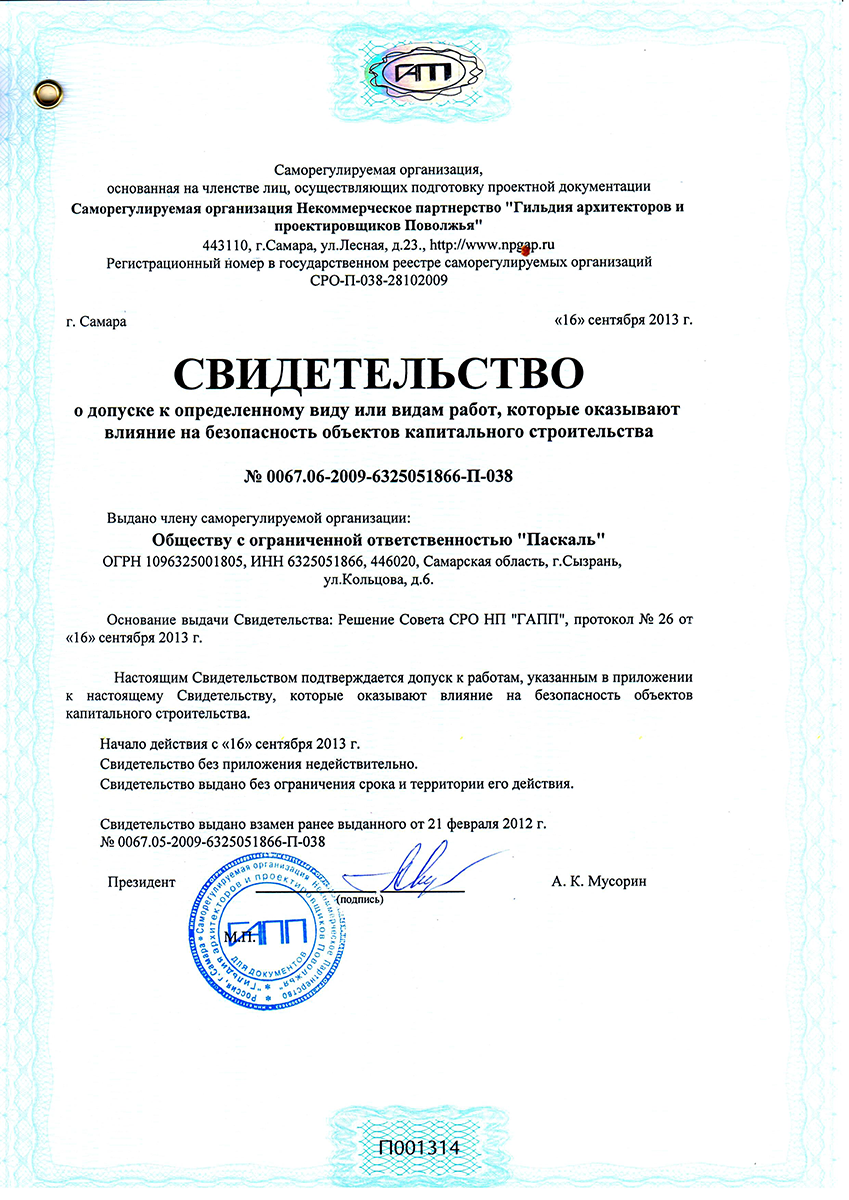 ГАПП
Саморегулируемая организация,
основанная на членстве лиц, осуществляющих подготовку проектной документации
Саморегулируемая организация Некоммерческое партнерство "Гильдия архитекторов и
проектировщиков Поволжья"
443110, г.Самара, ул.Лесная, д.23., http://www.npgap.ru
Регистрационный номер в государственном реестре саморегулируемых организаций
СРО-П-038-28102009
г. Самара «16» сентября 2013 г.
СВИДЕТЕЛЬСТВО
о допуске к определенному виду или видам работ, которые оказывают
влияние на безопасность объектов капитального строительства
№ 0067.06-2009-6325051866-П-038
Выдано члену саморегулируемой организации:
Обществу с ограниченной ответственностью "Паскаль"
ОГРН 1096325001805, ИНН 6325051866, 446020, Самарская область, г.Сызрань,
ул.Кольцова, д.6.
Основание выдачи Свидетельства: Решение Совета СРО НП "ГАПП", протокол № 26 от
«16» сентября 2013 г.
Настоящим Свидетельством подтверждается допуск к работам, указанным в приложении
к настоящему Свидетельству, которые оказывают влияние на безопасность объектов
капитального строительства.
Начало действия с «16» сентября 2013 г.
Свидетельство без приложения недействительно.
Свидетельство выдано без ограничения срока и территории его действия.
Свидетельство выдано взамен ранее выданного от 21 февраля 2012 г.
№ 0067.05-2009-6325051866-П-038
Президент А. К. Мусорин
(подпись)
М.П.
Россия г.Самара * Саморегулируемая организация Некоммерческое Партнерство *
"Гильдия архитекторов и проектировщиков Поволжья" *
ГАПП
ДЛЯ ДОКУМЕНТОВ
П001314